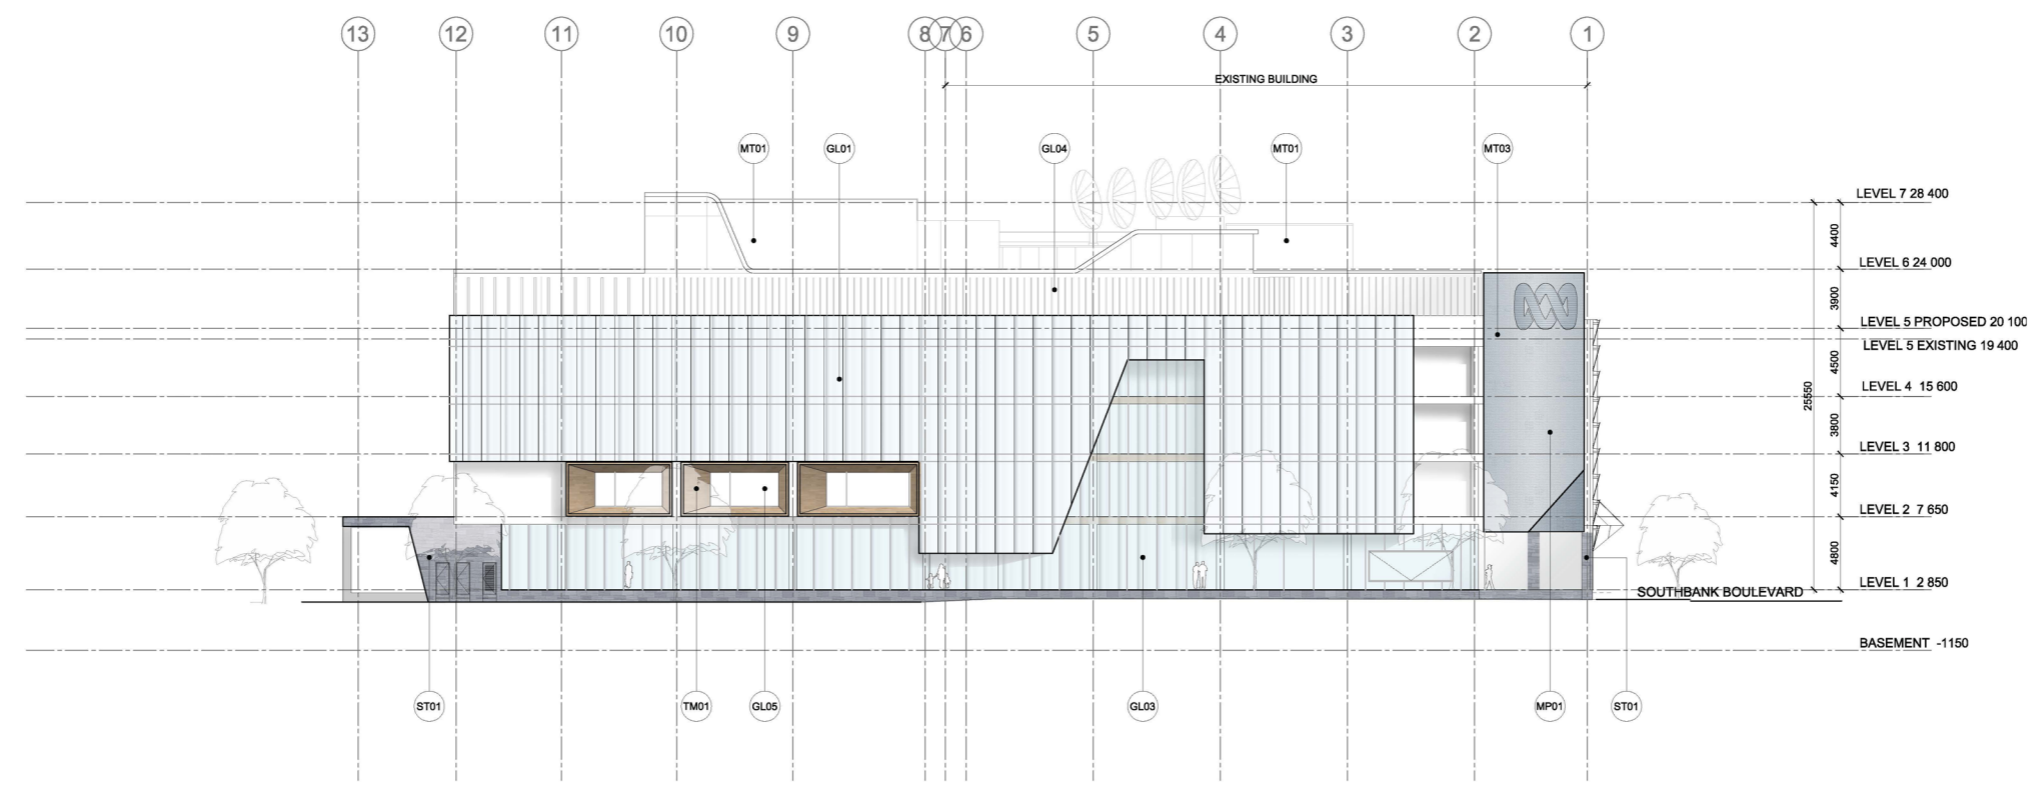 13 12 11 10 9 8 7 6 5 4 3 2 1
EXISTING BUILDING
MT01 GL01 GL04 MT01 MT03
LEVEL 7 28 400
4400
LEVEL 6 24 000
3900
LEVEL 5 PROPOSED 20 100
LEVEL 5 EXISTING 19 400
4500
LEVEL 4 15 600
25550
3800
LEVEL 3 11 800
4150
LEVEL 2 7 650
4800
LEVEL 1 2 850
SOUTHBANK BOULEVARD
BASEMENT -1150
ST01 TM01 GL05 GL03 MP01 ST01